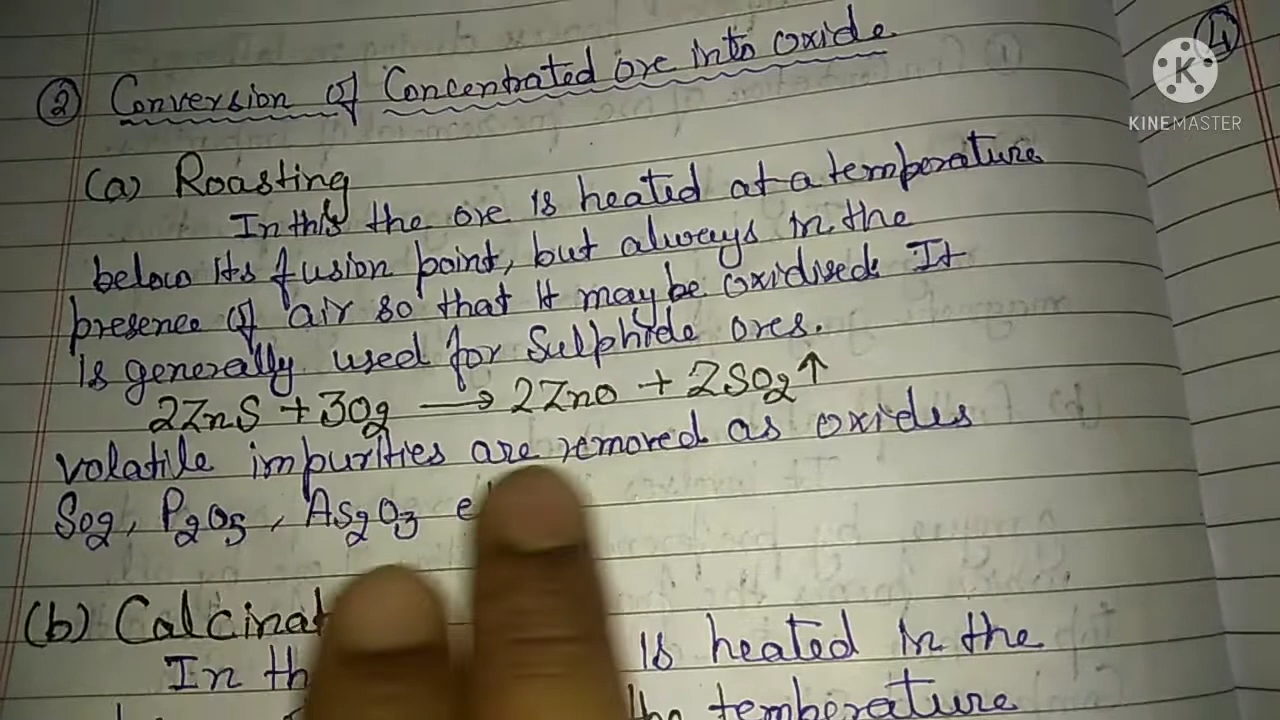 ② Conversion of Concentrated ore into oxide
④
K
KINEMASTER
(a) Roasting
In this the ore is heated at a temperature
below its fusion point, but always in the
presence of air so that it may be oxidised. It
is generally used for Sulphide ores.
2ZnS + 3O2 → 2ZnO + 2SO2↑
volatile impurities are removed as oxides
SO2, P2O5, As2O3
(b)
In is heated in the
temperature